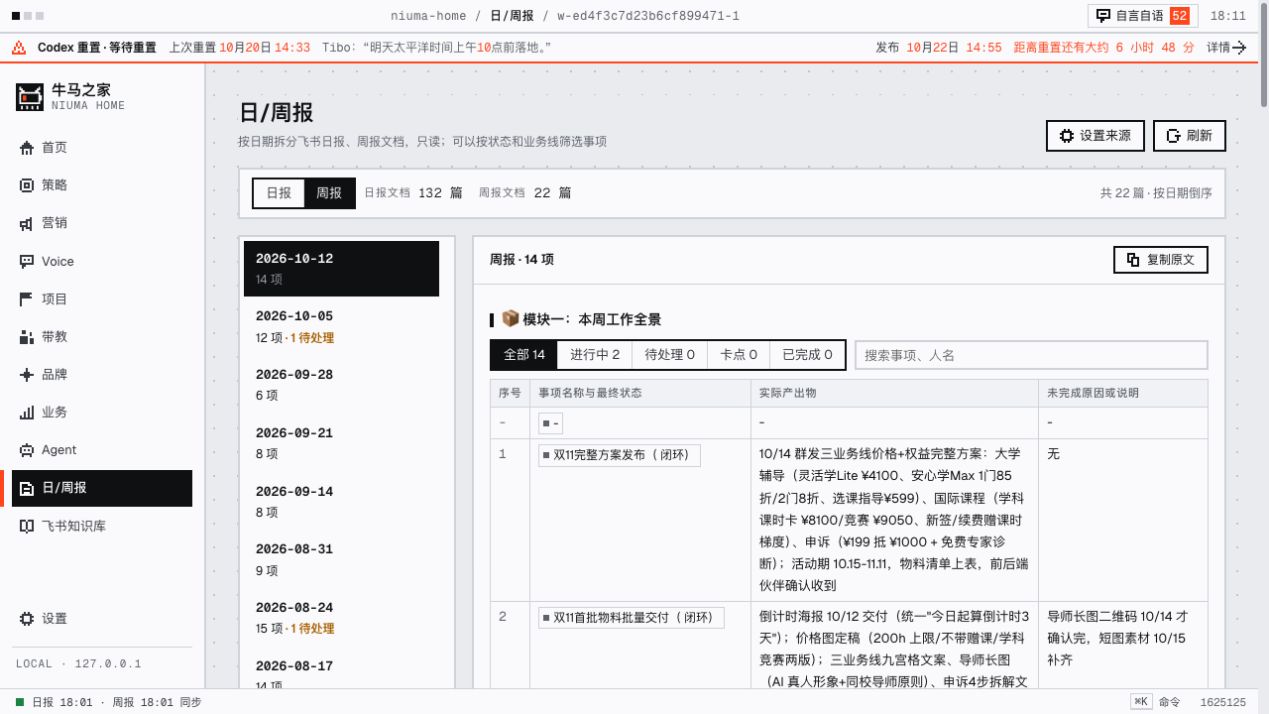 niuma-home / 日/周报 / w-ed4f3c7d23b6cf899471-1
自言自语 52
18:11
Codex 重置·等待重置 上次重置 10月20日 14:33 Tibo: “明天太平洋时间上午10点前落地。” 发布 10月22日 14:55 距离重置还有大约 6 小时 48 分 详情
牛马之家
NIUMA HOME
首页
策略
营销
Voice
项目
带教
品牌
业务
Agent
日/周报
飞书知识库
设置
LOCAL · 127.0.0.1
日/周报
按日期拆分飞书日报、周报文档，只读；可以按状态和业务线筛选事项
设置来源
刷新
日报 周报 日报文档 132 篇 周报文档 22 篇 共 22 篇·按日期倒序
2026-10-12
14 项
2026-10-05
12 项·1 待处理
2026-09-28
6 项
2026-09-21
8 项
2026-09-14
8 项
2026-08-31
9 项
2026-08-24
15 项·1 待处理
2026-08-17
14 项
周报·14 项
复制原文
📦 模块一：本周工作全景
全部 14 进行中 2 待处理 0 卡点 0 已完成 0 搜索事项、人名
序号 事项名称与最终状态 实际产出物 未完成原因或说明
- - - -
1 双11完整方案发布（ 闭环）
10/14 群发三业务线价格+权益完整方案：大学
辅导（灵活学Lite ¥4100、安心学Max 1门85
折/2门8折、选课指导¥599）、国际课程（学科
课时卡 ¥8100/竞赛 ¥9050、新签/续费赠课时
梯度）、申诉（¥199 抵 ¥1000 + 免费专家诊
断）；活动期 10.15-11.11，物料清单上表，前后端
伙伴确认收到
无
2 双11首批物料批量交付（ 闭环）
倒计时海报 10/12 交付（统一"今日起算倒计时3
天"）；价格图定稿（200h 上限/不带赠课/学科
竞赛两版）；三业务线九宫格文案、导师长图
（AI 真人形象+同校导师原则）、申诉4步拆解文
导师长图二维码 10/14 才
确认完，短图素材 10/15
补齐
日报 18:01 · 周报 18:01 同步
⌘K 命令 1625125